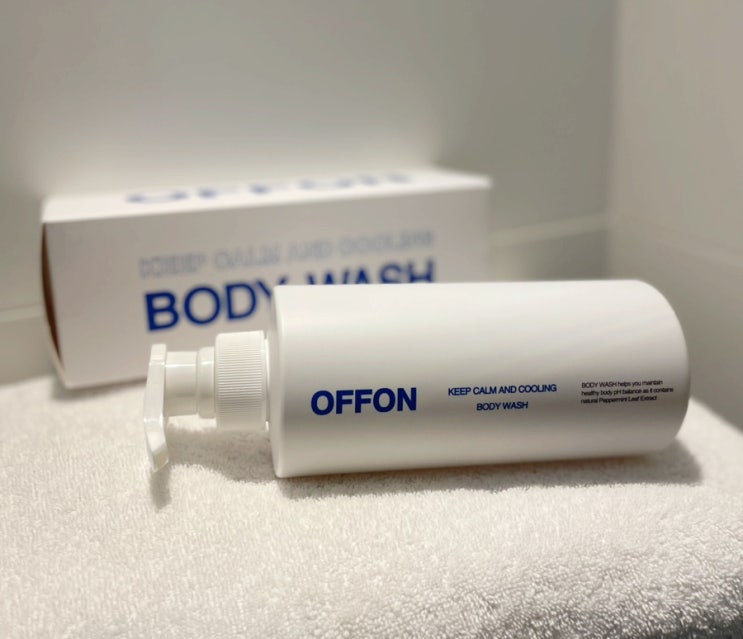 OFFON
KEEP CALM AND COOLING
BODY WASH
OFFON
KEEP CALM AND COOLING
BODY WASH
BODY WASH helps you maintain
healthy body pH balance as it contains
natural Peppermint Leaf Extract